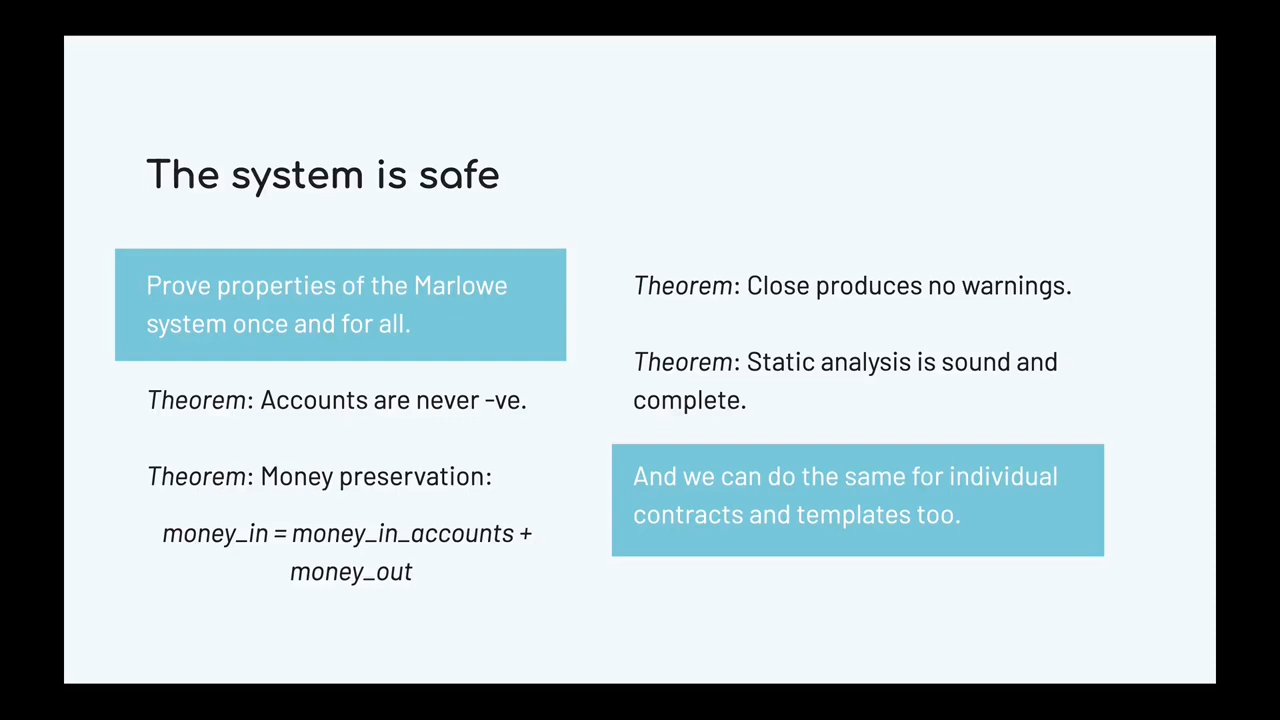 The system is safe
Prove properties of the Marlowe
system once and for all.
Theorem: Accounts are never -ve.
Theorem: Money preservation:
money_in = money_in_accounts +
money_out
Theorem: Close produces no warnings.
Theorem: Static analysis is sound and
complete.
And we can do the same for individual
contracts and templates too.